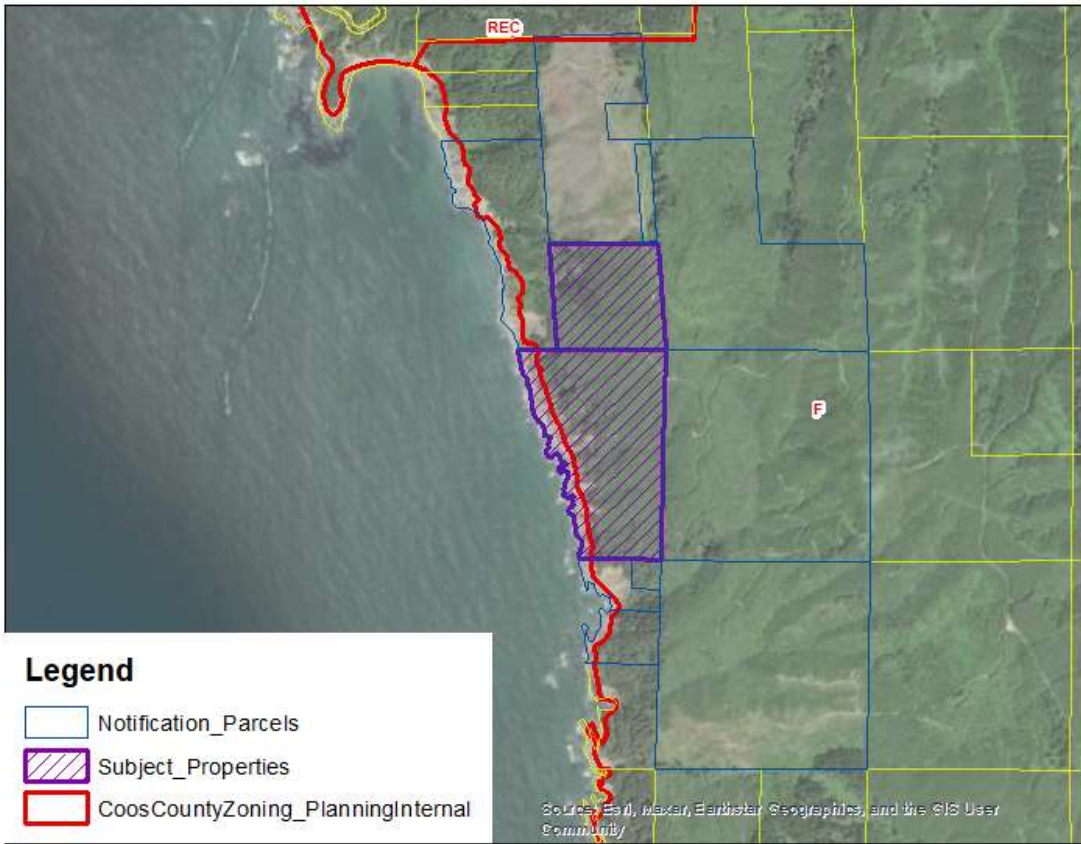 REC
F
Legend
Notification_Parcels
Subject_Properties
CoosCountyZoning_PlanningInternal
Source: Esri, Maxar, Earthstar Geographics, and the GIS User
Community